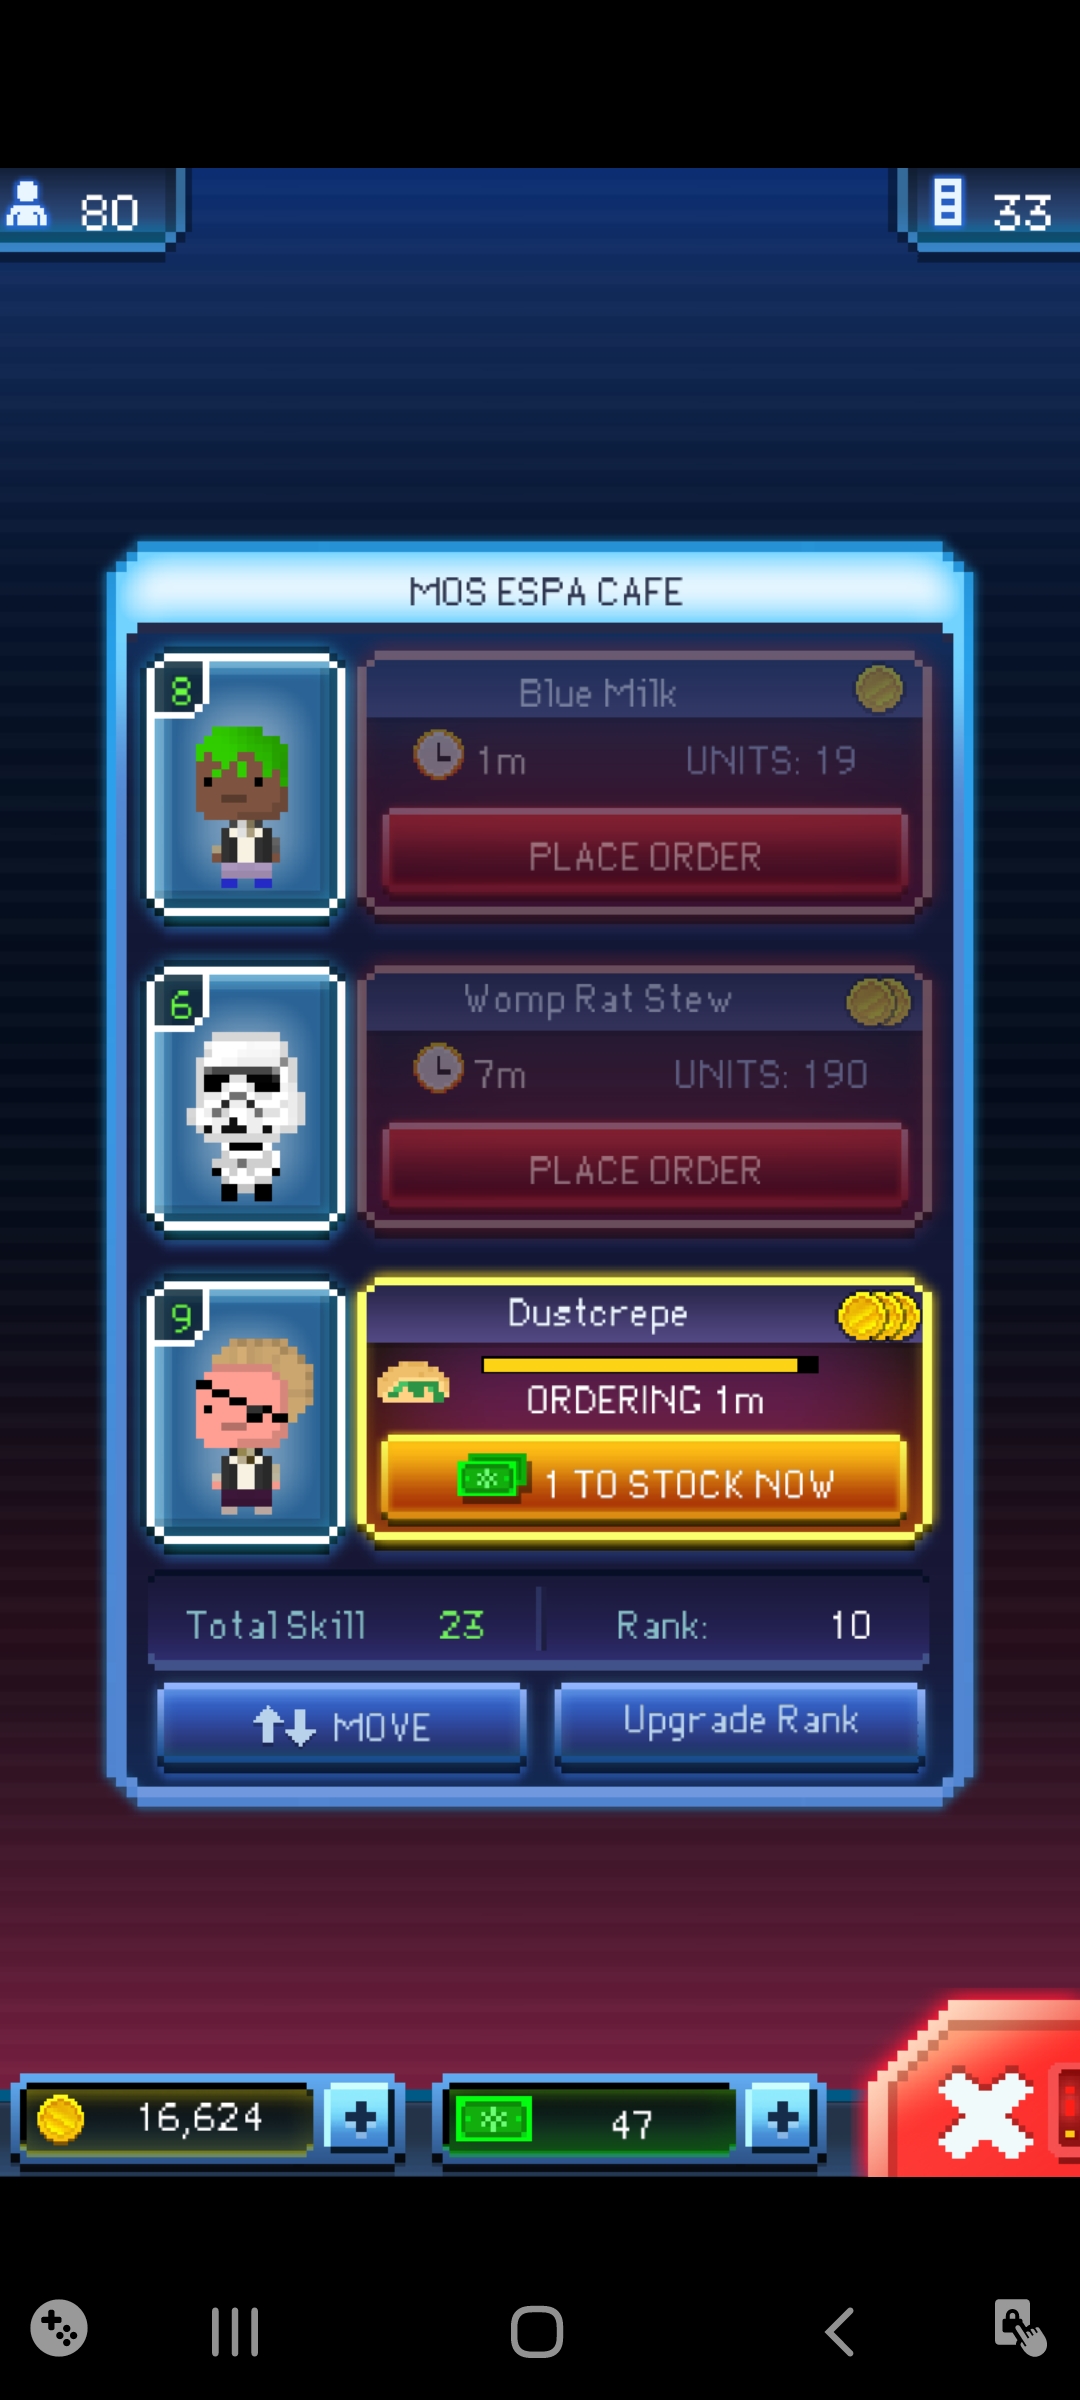 80
33
MOS ESPA CAFE
8
Blue Milk
1m UNITS: 19
PLACE ORDER
6
Womp Rat Stew
7m UNITS: 190
PLACE ORDER
9
Dustcrepe
ORDERING 1m
1 TO STOCK NOW
Total Skill 23 Rank: 10
MOVE Upgrade Rank
16,624 47